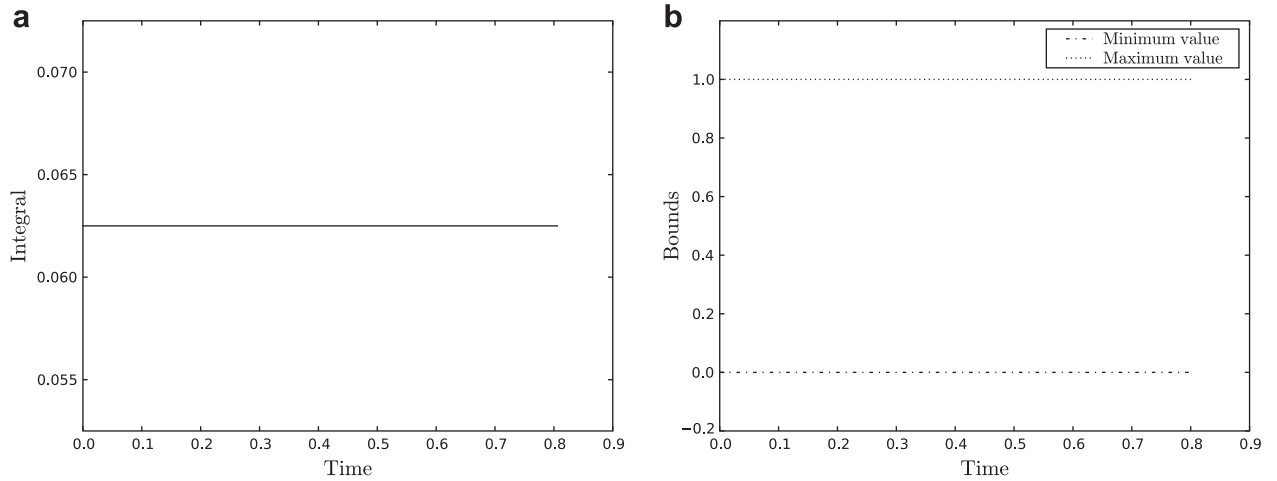 a
0.070
0.065
0.060
0.055
Integral
0.0 0.1 0.2 0.3 0.4 0.5 0.6 0.7 0.8 0.9
Time
b
Minimum value
Maximum value
1.0
0.8
0.6
0.4
0.2
0.0
−0.2
Bounds
0.0 0.1 0.2 0.3 0.4 0.5 0.6 0.7 0.8 0.9
Time